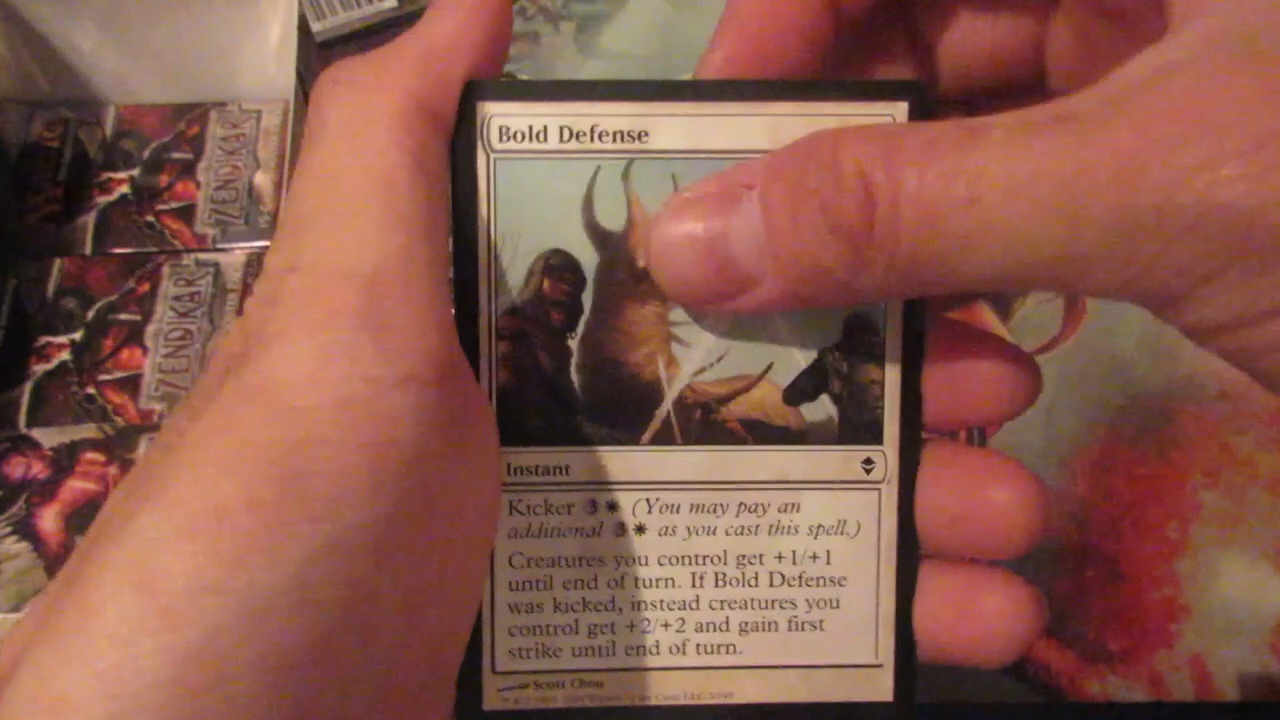 Bold Defense
ZENDIKAR
ZENDIKAR
Instant
Kicker 3 (You may pay an
additional 3 as you cast this spell.)
Creatures you control get +1/+1
until end of turn. If Bold Defense
was kicked, instead creatures you
control get +2/+2 and gain first
strike until end of turn.
Scott Chou